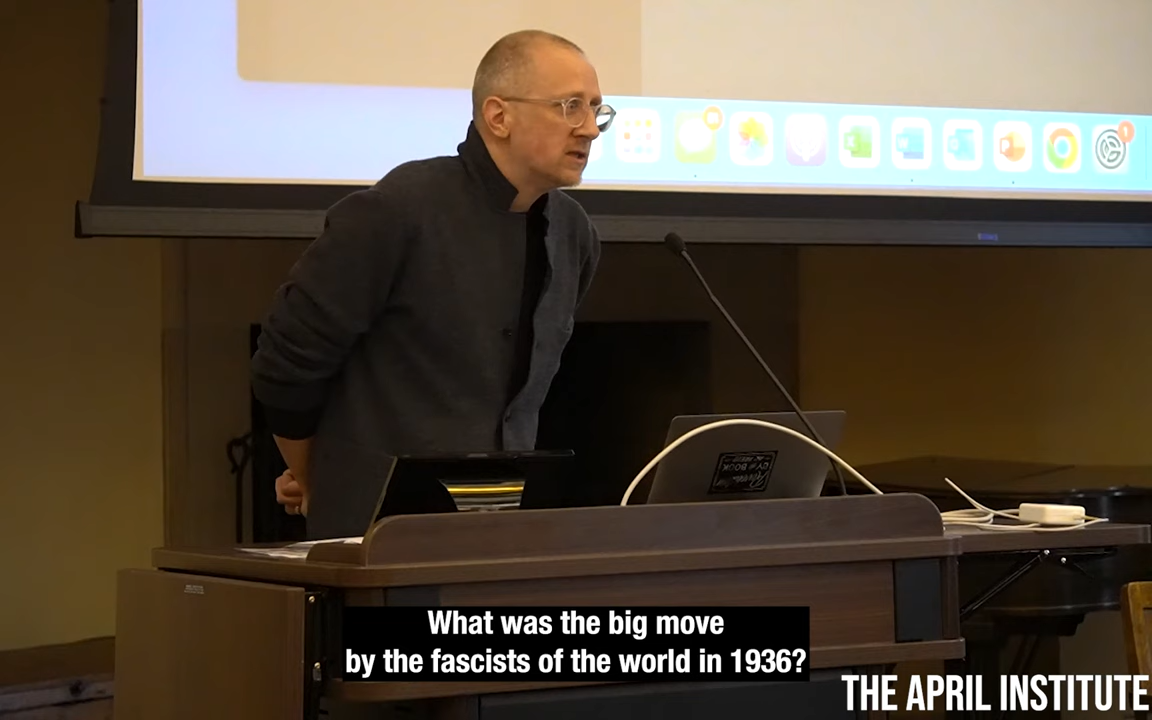 What was the big move
by the fascists of the world in 1936?
THE APRIL INSTITUTE